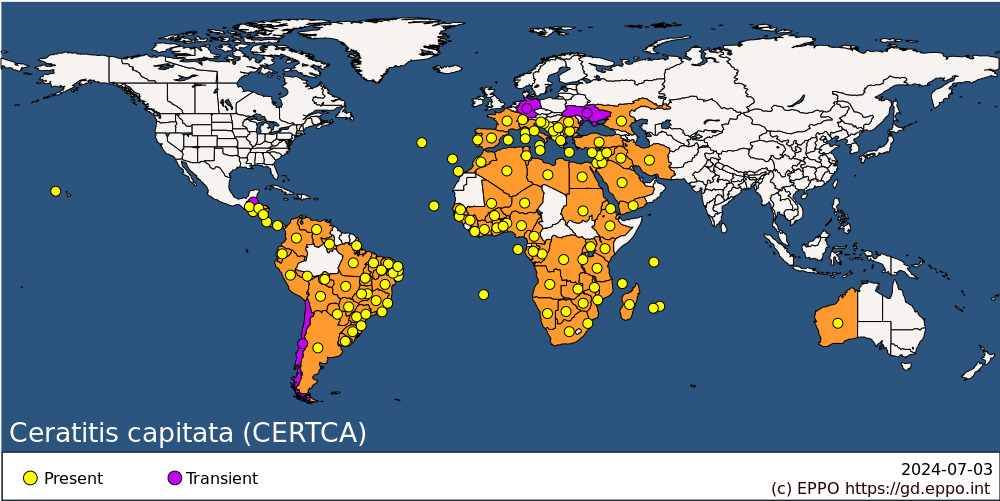 Ceratitis capitata (CERTCA)
Present
Transient
2024-07-03
(c) EPPO https://gd.eppo.int